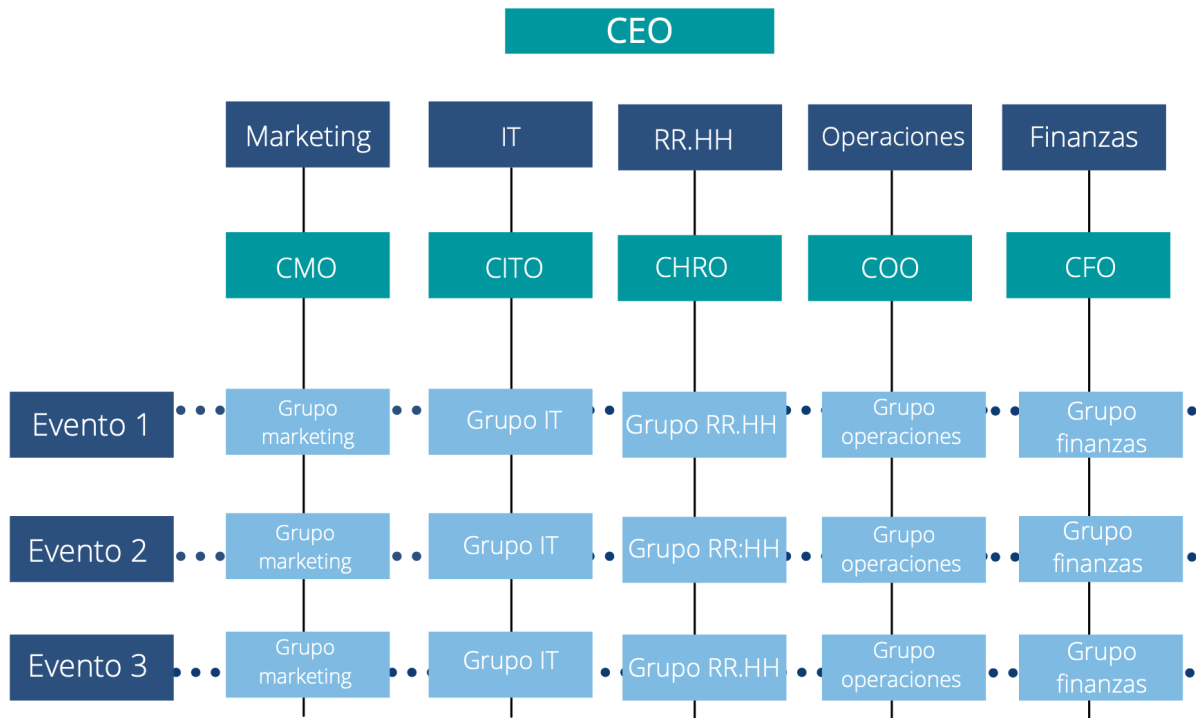 CEO
Marketing
IT
RR.HH
Operaciones
Finanzas
CMO
CITO
CHRO
COO
CFO
Evento 1
Grupo
marketing
Grupo IT
Grupo RR.HH
Grupo
operaciones
Grupo
finanzas
Evento 2
Grupo
marketing
Grupo IT
Grupo RR:HH
Grupo
operaciones
Grupo
finanzas
Evento 3
Grupo
marketing
Grupo IT
Grupo RR.HH
Grupo
operaciones
Grupo
finanzas